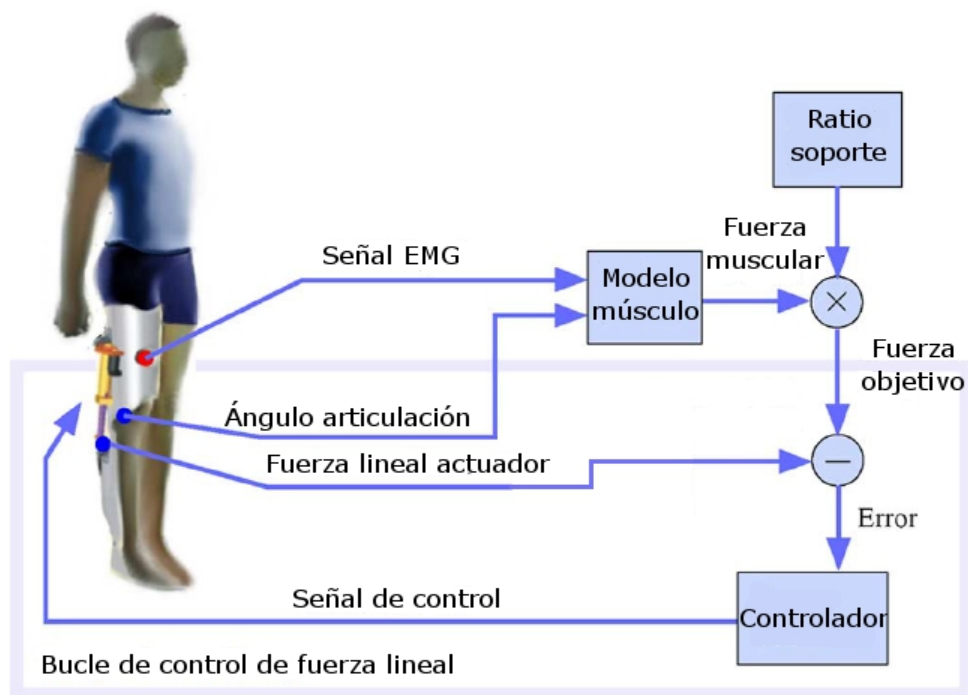 Ratio
soporte
Fuerza
muscular
Señal EMG
Modelo
músculo
Fuerza
objetivo
Ángulo articulación
Fuerza lineal actuador
Error
Señal de control
Controlador
Bucle de control de fuerza lineal